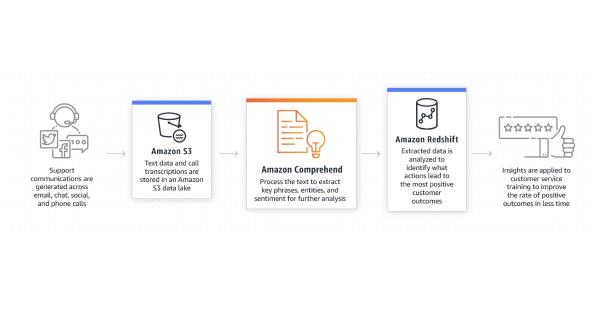 Support
communications are
generated across
email, chat, social,
and phone calls
Amazon S3
Text data and call
transcriptions are
stored in an Amazon
S3 data lake
Amazon Comprehend
Process the text to extract
key phrases, entities, and
sentiment for further analysis
Amazon Redshift
Extracted data is
analyzed to
identify what
actions lead to
the most positive
customer
outcomes
Insights are applied to
customer service
training to improve
the rate of positive
outcomes in less time